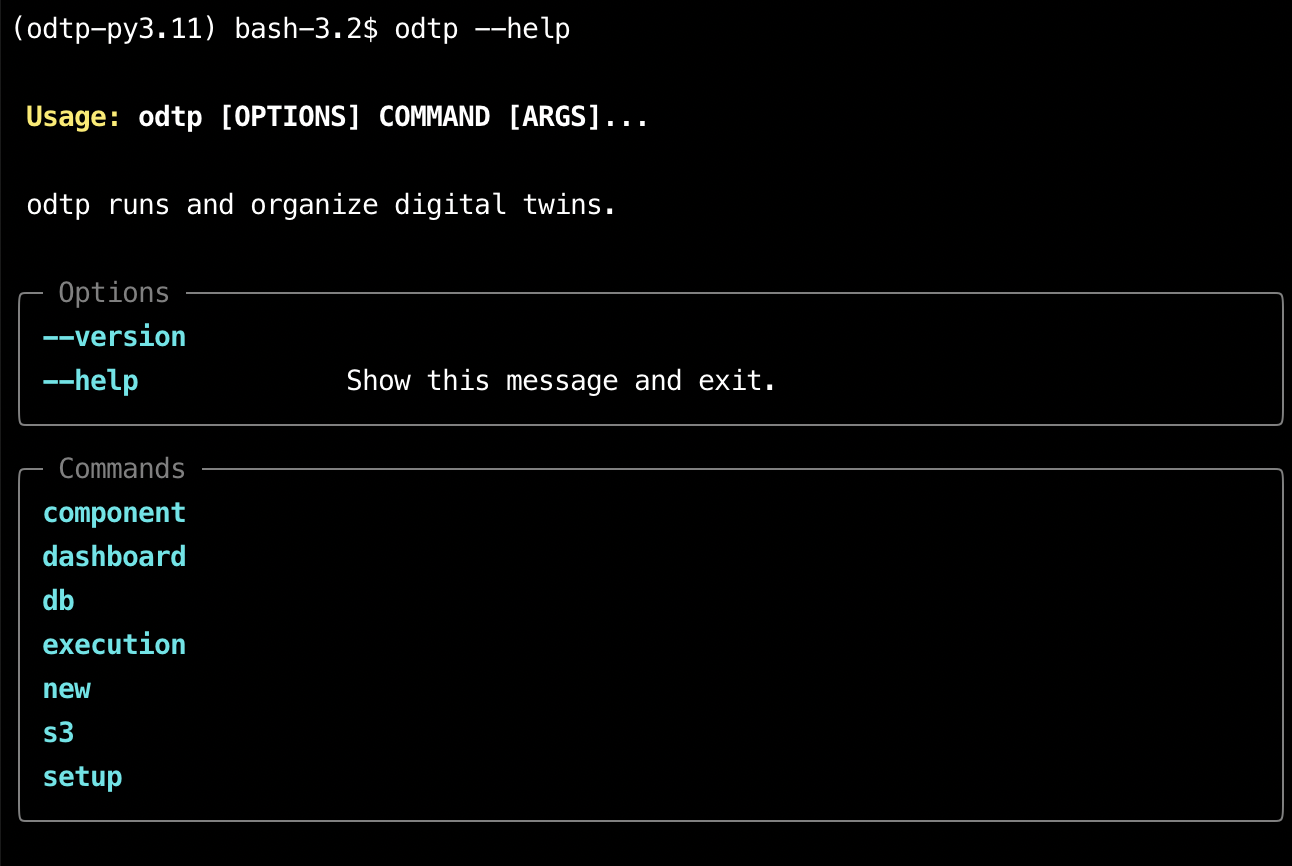 (odtp-py3.11) bash-3.2$ odtp --help
Usage: odtp [OPTIONS] COMMAND [ARGS]...
odtp runs and organize digital twins.
Options
--version
--help Show this message and exit.
Commands
component
dashboard
db
execution
new
s3
setup